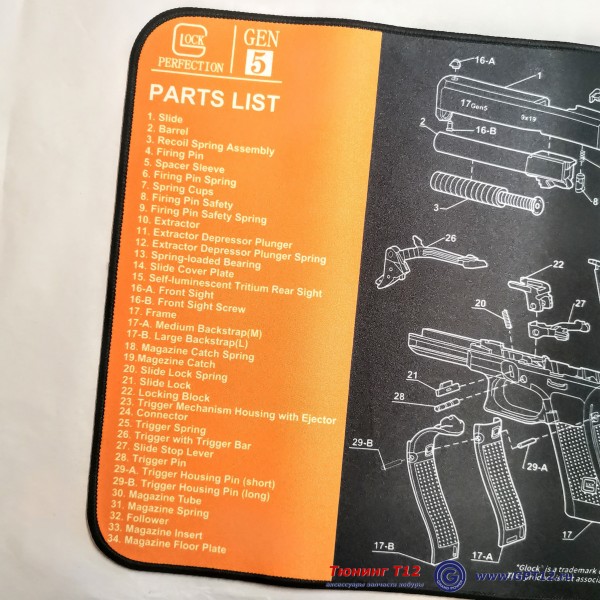 GLOCK
PERFECTION
GEN
5
PARTS LIST
1. Slide
2. Barrel
3. Recoil Spring Assembly
4. Firing Pin
5. Spacer Sleeve
6. Firing Pin Spring
7. Spring Cups
8. Firing Pin Safety
9. Firing Pin Safety Spring
10. Extractor
11. Extractor Depressor Plunger
12. Extractor Depressor Plunger Spring
13. Spring-loaded Bearing
14. Slide Cover Plate
15. Self-luminescent Tritium Rear Sight
16-A. Front Sight
16-B. Front Sight Screw
17. Frame
17-A. Medium Backstrap(M)
17-B. Large Backstrap(L)
18. Magazine Catch Spring
19.Magezine Catch
20. Slide Lock Spring
21. Slide Lock
22. Locking Block
23. Trigger Mechanism Housing with Ejector
24. Connector
25. Trigger Spring
26. Trigger with Trigger Bar
27. Slide Stop Lever
28. Trigger Pin
29-A. Trigger Housing Pin (short)
29-B. Trigger Housing Pin (long)
30. Magazine Tube
31. Magazine Spring
32. Follower
33. Magazine Insert
34. Magazine Floor Plate
16-A
1
17Gen5
9x19
2
16-B
8
3
26
22
20
27
21
28
29-B
29-A
17
17-B
17-A
"Glock" is a trademark
Тюнинг Т12
аксессуары запчасти забуры